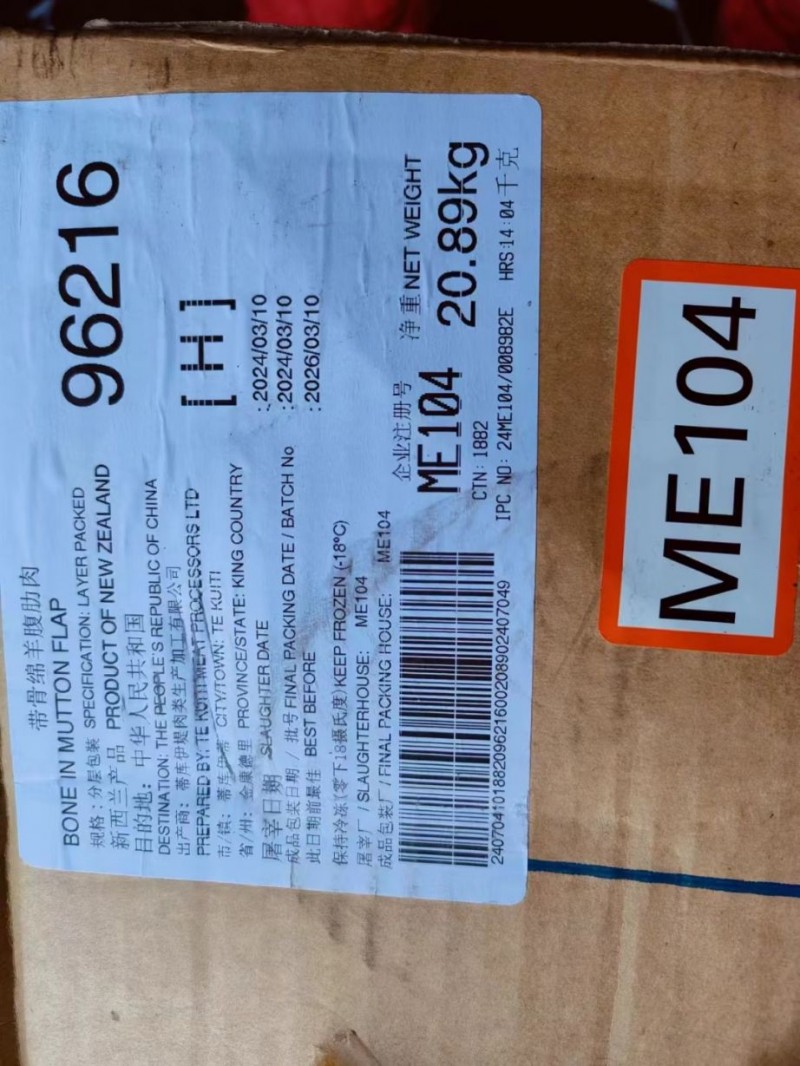 带骨绵羊腹肋肉
BONE IN MUTTON FLAP
96216
规格：分层包装 SPECIFICATION: LAYER PACKED
新西兰产品 PRODUCT OF NEW ZEALAND
目的地：中华人民共和国
DESTINATION: THE PEOPLE'S REPUBLIC OF CHINA
[H]
出产商：蒂库伊堤肉类生产加工有限公司
PREPARED BY: TE KUITI MEAT PROCESSORS LTD
市/镇：蒂库伊蒂 CITY/TOWN: TE KUITI
省/州：金康德里 PROVINCE/STATE: KING COUNTRY
屠宰日期 SLAUGHTER DATE : 2024/03/10
成品包装日期 / 批号 FINAL PACKING DATE / BATCH No : 2024/03/10
此日期前最佳 BEST BEFORE : 2026/03/10
保持冷冻(零下18摄氏度)KEEP FROZEN (-18°C)
屠宰厂 / SLAUGHTERHOUSE: ME104
成品包装厂 / FINAL PACKING HOUSE: ME104
企业注册号 净重 NET WEIGHT
ME104 20.89kg
CTN: 1882
IPC NO: 24ME104/008982E HRS:14:04 千克
24070410188209621600208902407049
ME104